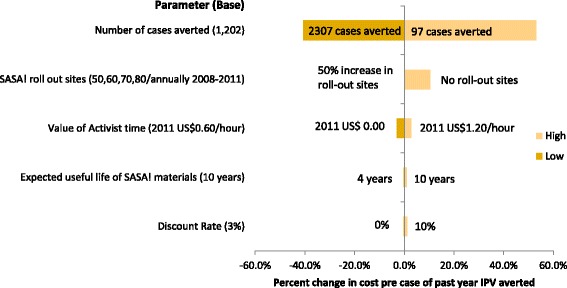 Parameter (Base)
Number of cases averted (1,202)
2307 cases averted
97 cases averted
SASA! roll out sites (50,60,70,80/annually 2008-2011)
50% increase in
roll-out sites
No roll-out sites
Value of Activist time (2011 US$0.60/hour)
2011 US$ 0.00
2011 US$1.20/hour
High
Low
Expected useful life of SASA! materials (10 years)
4 years
10 years
Discount Rate (3%)
0%
10%
-60.0% -40.0% -20.0% 0.0% 20.0% 40.0% 60.0%
Percent change in cost pre case of past year IPV averted